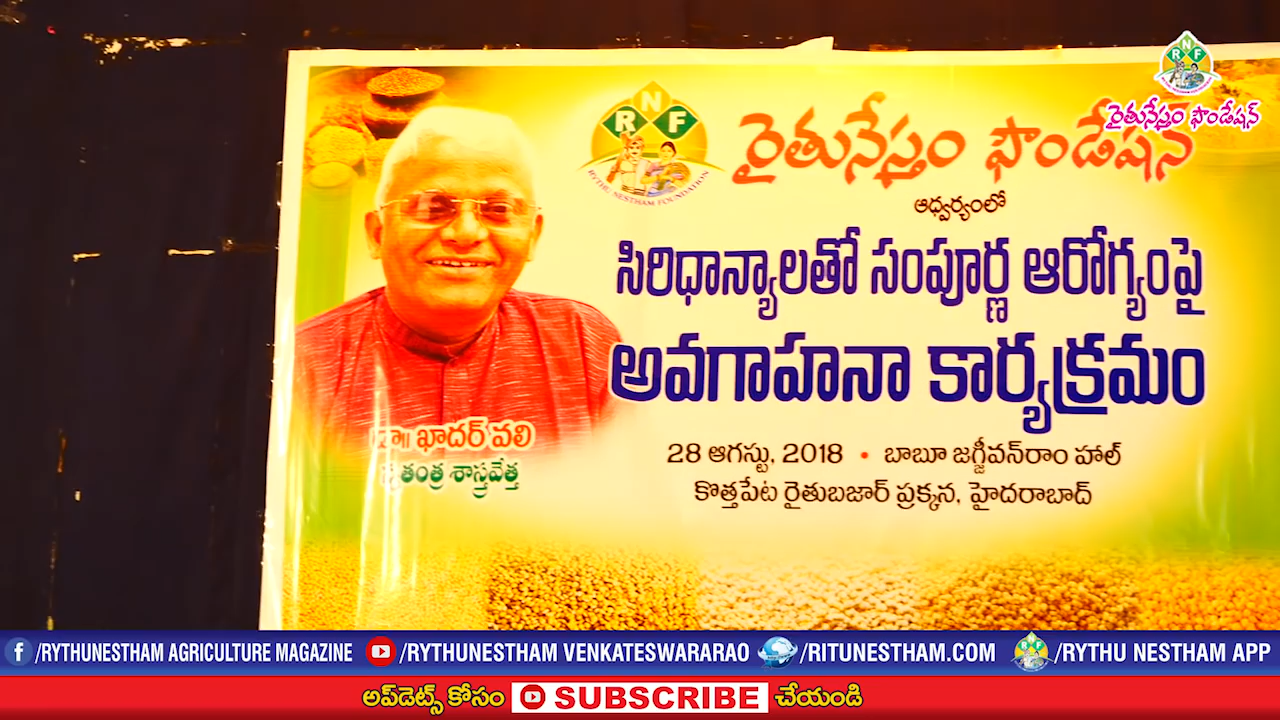 RNF
రైతునేస్తం ఫౌండేషన్
RNF
RYTHU NESTHAM FOUNDATION
రైతునేస్తం ఫౌండేషన్
ఆధ్వర్యంలో
సిరిధాన్యాలతో సంపూర్ణ ఆరోగ్యంపై
అవగాహనా కార్యక్రమం
డా॥ ఖాదర్ వలి
స్వతంత్ర శాస్త్రవేత్త
28 ఆగస్టు, 2018 • బాబూ జగ్జీవన్‌రాం హాల్
కొత్తపేట రైతుబజార్ ప్రక్కన, హైదరాబాద్
/RYTHUNESTHAM AGRICULTURE MAGAZINE /RYTHUNESTHAM VENKATESWARARAO /RITUNESTHAM.COM /RYTHU NESTHAM APP
అప్‌డెట్స్ కోసం SUBSCRIBE చేయండి